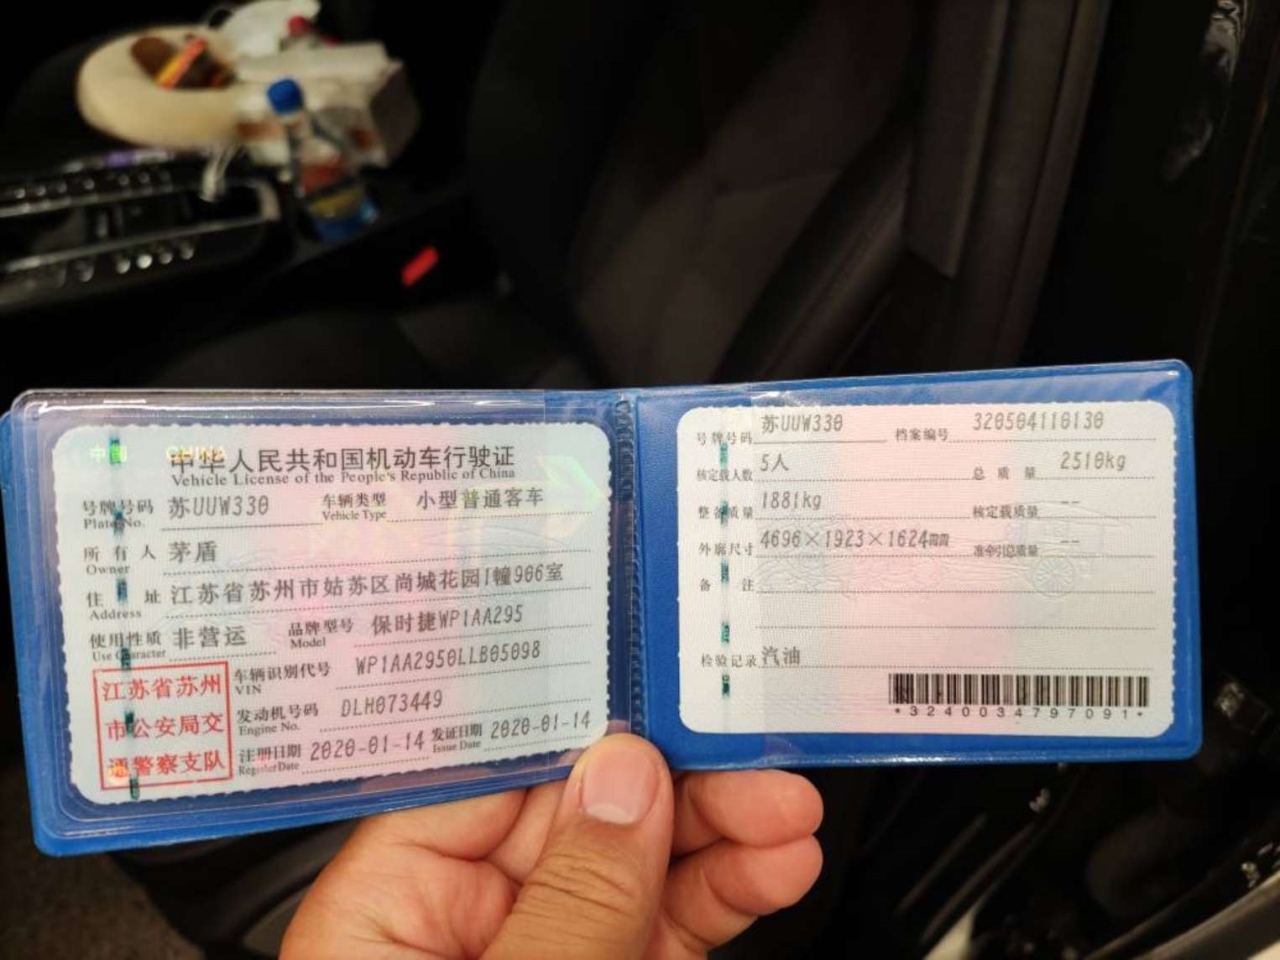 中国 CHINA
中华人民共和国机动车行驶证
Vehicle License of the People's Republic of China
号牌号码 苏UUW330 车辆类型 小型普通客车
Plate No. Vehicle Type
所有人 茅盾
Owner
住址 江苏省苏州市姑苏区尚城花园1幢906室
Address
使用性质 非营运 品牌型号 保时捷WP1AA295
Use Character Model
江苏省苏州
市公安局交
通警察支队
车辆识别代号 WP1AA2950LLB05098
VIN
发动机号码 DLH073449
Engine No.
注册日期 2020-01-14 发证日期 2020-01-14
Register Date Issue Date
号牌号码 苏UUW330 档案编号 320504110130
核定载人数 5人 总质量 2510kg
整备质量 1881kg 核定载质量 --
外廓尺寸 4696×1923×1624mm 准牵引总质量 --
备注
检验记录 汽油
*3240034797091*